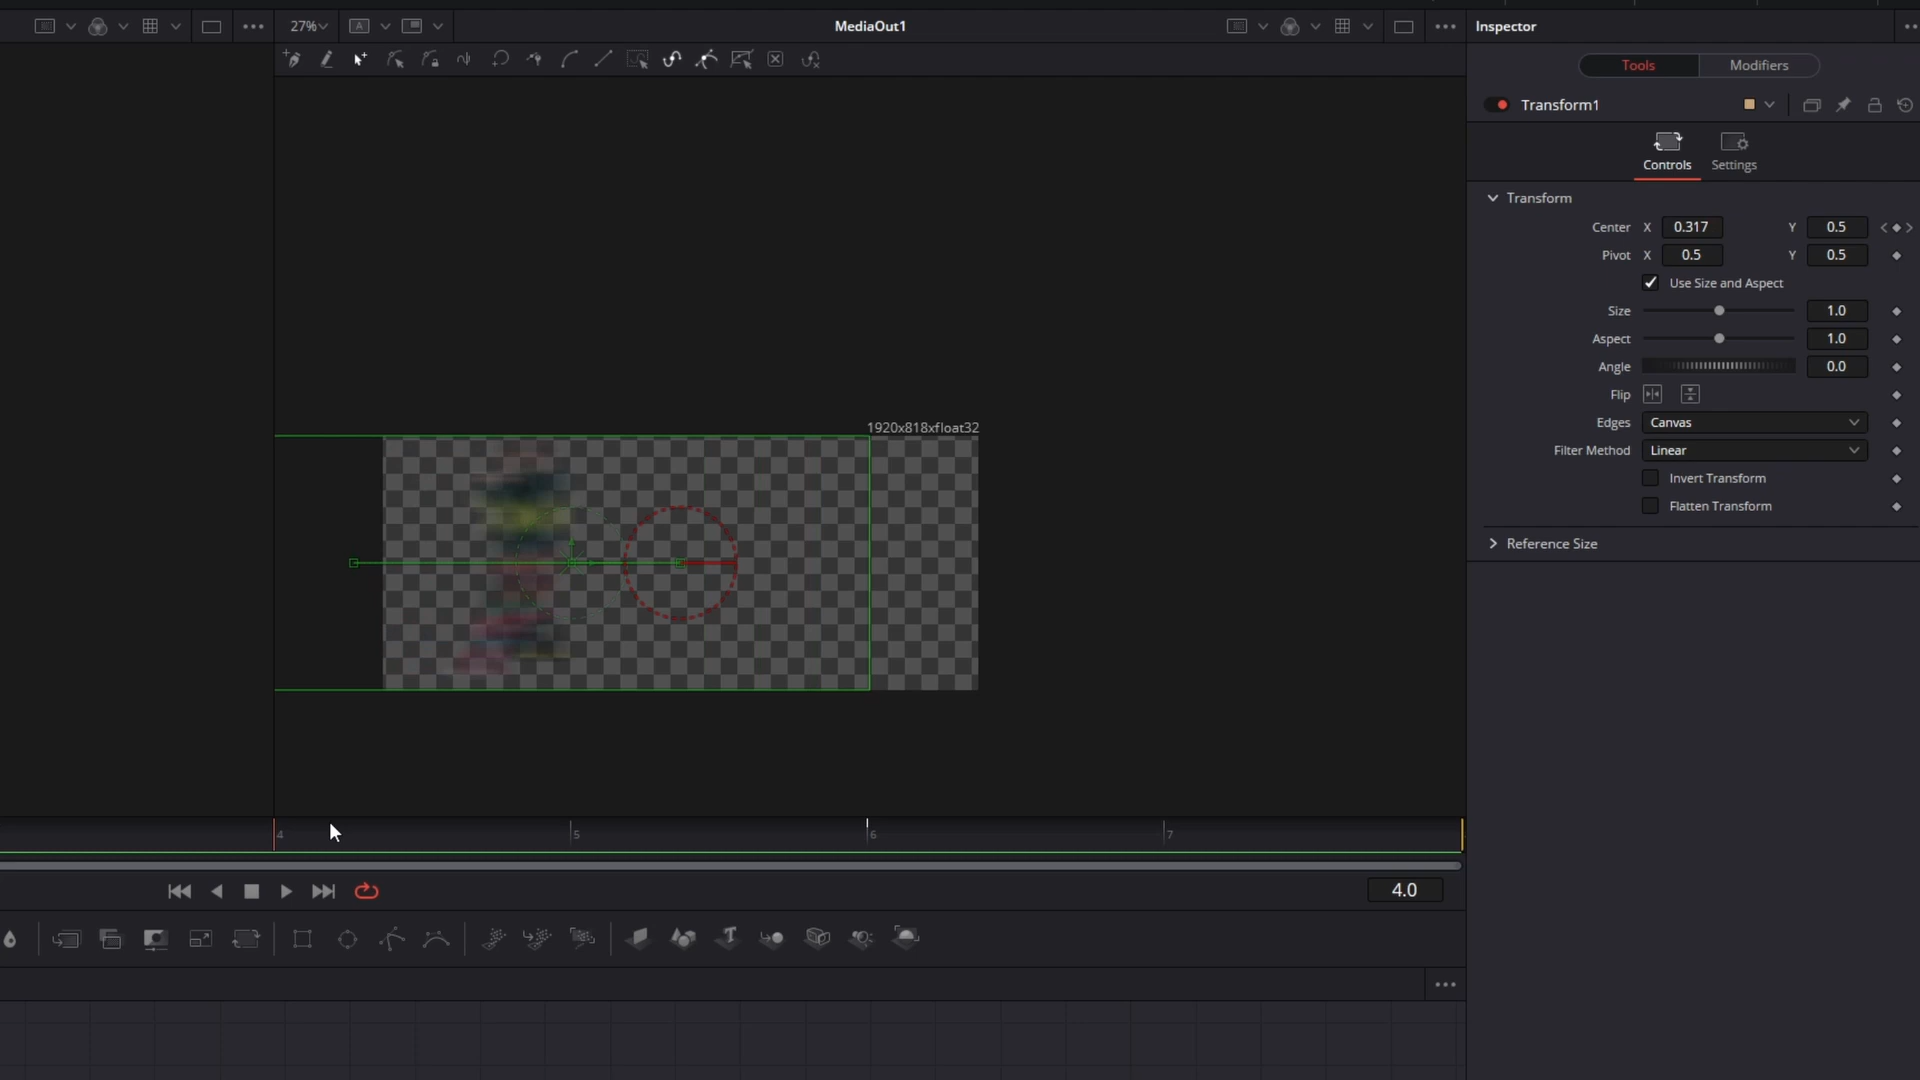 27%
A
MediaOut1
Inspector
Tools
Modifiers
Transform1
Controls
Settings
Transform
Center X 0.317 Y 0.5
Pivot X 0.5 Y 0.5
Use Size and Aspect
Size 1.0
Aspect 1.0
Angle 0.0
Flip
Edges Canvas
Filter Method Linear
Invert Transform
Flatten Transform
Reference Size
1920x818xfloat32
4 5 6 7
4.0